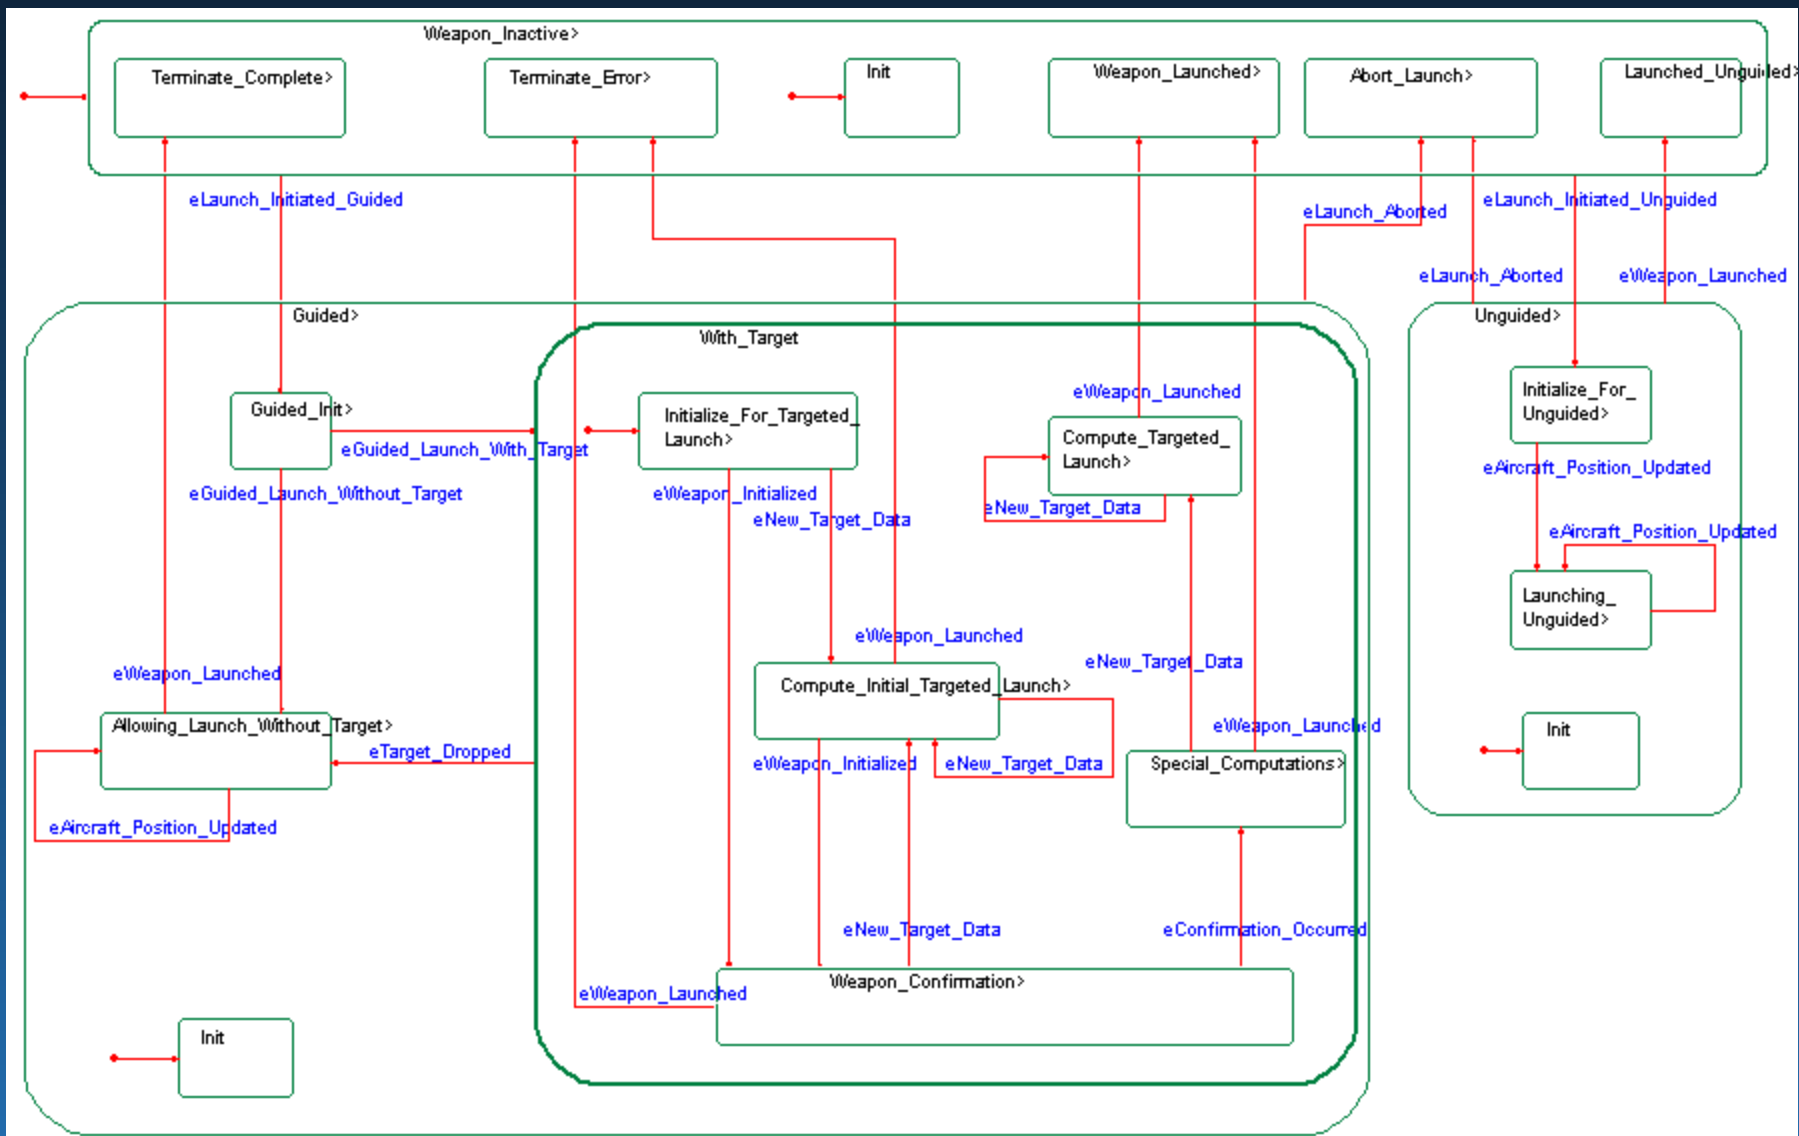 Weapon_Inactive>
Terminate_Complete>
Terminate_Error>
Init
Weapon_Launched>
Abort_Launch>
Launched_Unguided>
eLaunch_Initiated_Guided
eLaunch_Aborted
eLaunch_Initiated_Unguided
eLaunch_Aborted
eWeapon_Launched
Guided>
With_Target
Unguided>
Guided_Init>
eGuided_Launch_With_Target
eGuided_Launch_Without_Target
Initialize_For_Targeted_
Launch>
eWeapon_Initialized
eNew_Target_Data
eWeapon_Launched
Compute_Targeted_
Launch>
eNew_Target_Data
Initialize_For_
Unguided>
eAircraft_Position_Updated
eAircraft_Position_Updated
Launching_
Unguided>
eWeapon_Launched
eWeapon_Launched
eNew_Target_Data
Compute_Initial_Targeted_Launch>
Allowing_Launch_Without_Target>
eTarget_Dropped
eWeapon_Initialized
eNew_Target_Data
eWeapon_Launched
Special_Computations>
Init
eAircraft_Position_Updated
eNew_Target_Data
eConfirmation_Occurred
Weapon_Confirmation>
eWeapon_Launched
Init